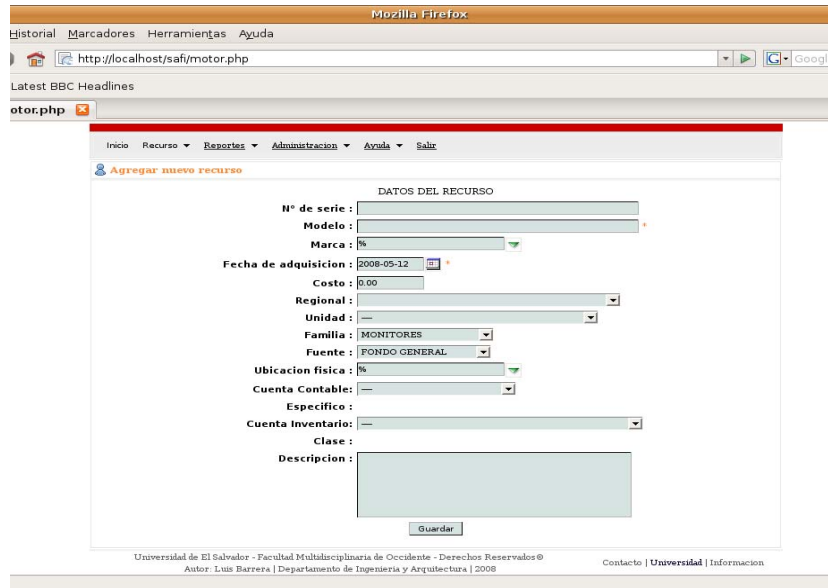 Mozilla Firefox
Historial Marcadores Herramientas Ayuda
http://localhost/safi/motor.php
G Googl
Latest BBC Headlines
otor.php
Inicio Recurso Reportes Administracion Ayuda Salir
Agregar nuevo recurso
DATOS DEL RECURSO
Nº de serie :
Modelo : *
Marca : %
Fecha de adquisicion : 2008-05-12 *
Costo : 0.00
Regional :
Unidad : —
Familia : MONITORES
Fuente : FONDO GENERAL
Ubicacion fisica : %
Cuenta Contable: —
Especifico :
Cuenta Inventario: —
Clase :
Descripcion :
Guardar
Universidad de El Salvador - Facultad Multidisciplinaria de Occidente - Derechos Reservados®
Autor: Luis Barrera | Departamento de Ingenieria y Arquitectura | 2008
Contacto | Universidad | Informacion